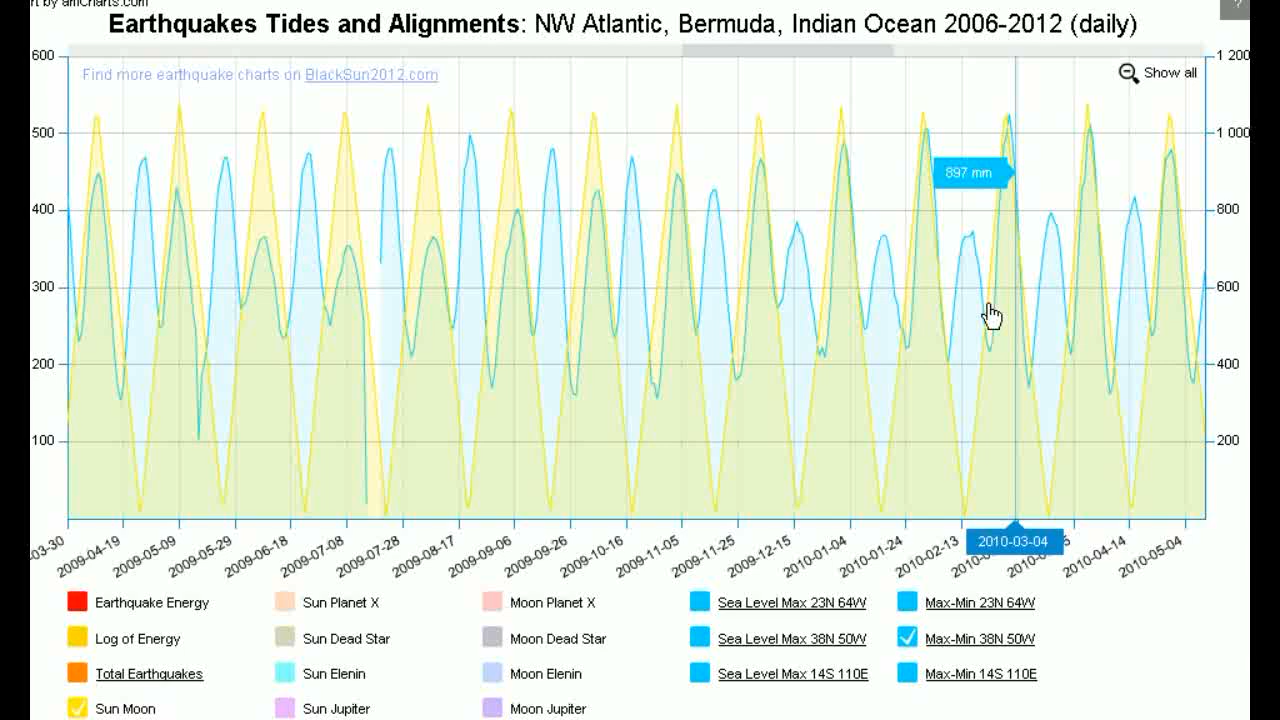 rt by amCharts.com
?
Earthquakes Tides and Alignments: NW Atlantic, Bermuda, Indian Ocean 2006-2012 (daily)
600
1 200
Find more earthquake charts on BlackSun2012.com
Show all
500
1 000
897 mm
400
800
300
600
200
400
100
200
03-30
2009-04-19
2009-05-09
2009-05-29
2009-06-18
2009-07-08
2009-07-28
2009-08-17
2009-09-06
2009-09-26
2009-10-16
2009-11-05
2009-11-25
2009-12-15
2010-01-04
2010-01-24
2010-02-13
2010-03-04
2010-04-14
2010-05-04
Earthquake Energy
Sun Planet X
Moon Planet X
Sea Level Max 23N 64W
Max-Min 23N 64W
Log of Energy
Sun Dead Star
Moon Dead Star
Sea Level Max 38N 50W
Max-Min 38N 50W
Total Earthquakes
Sun Elenin
Moon Elenin
Sea Level Max 14S 110E
Max-Min 14S 110E
Sun Moon
Sun Jupiter
Moon Jupiter